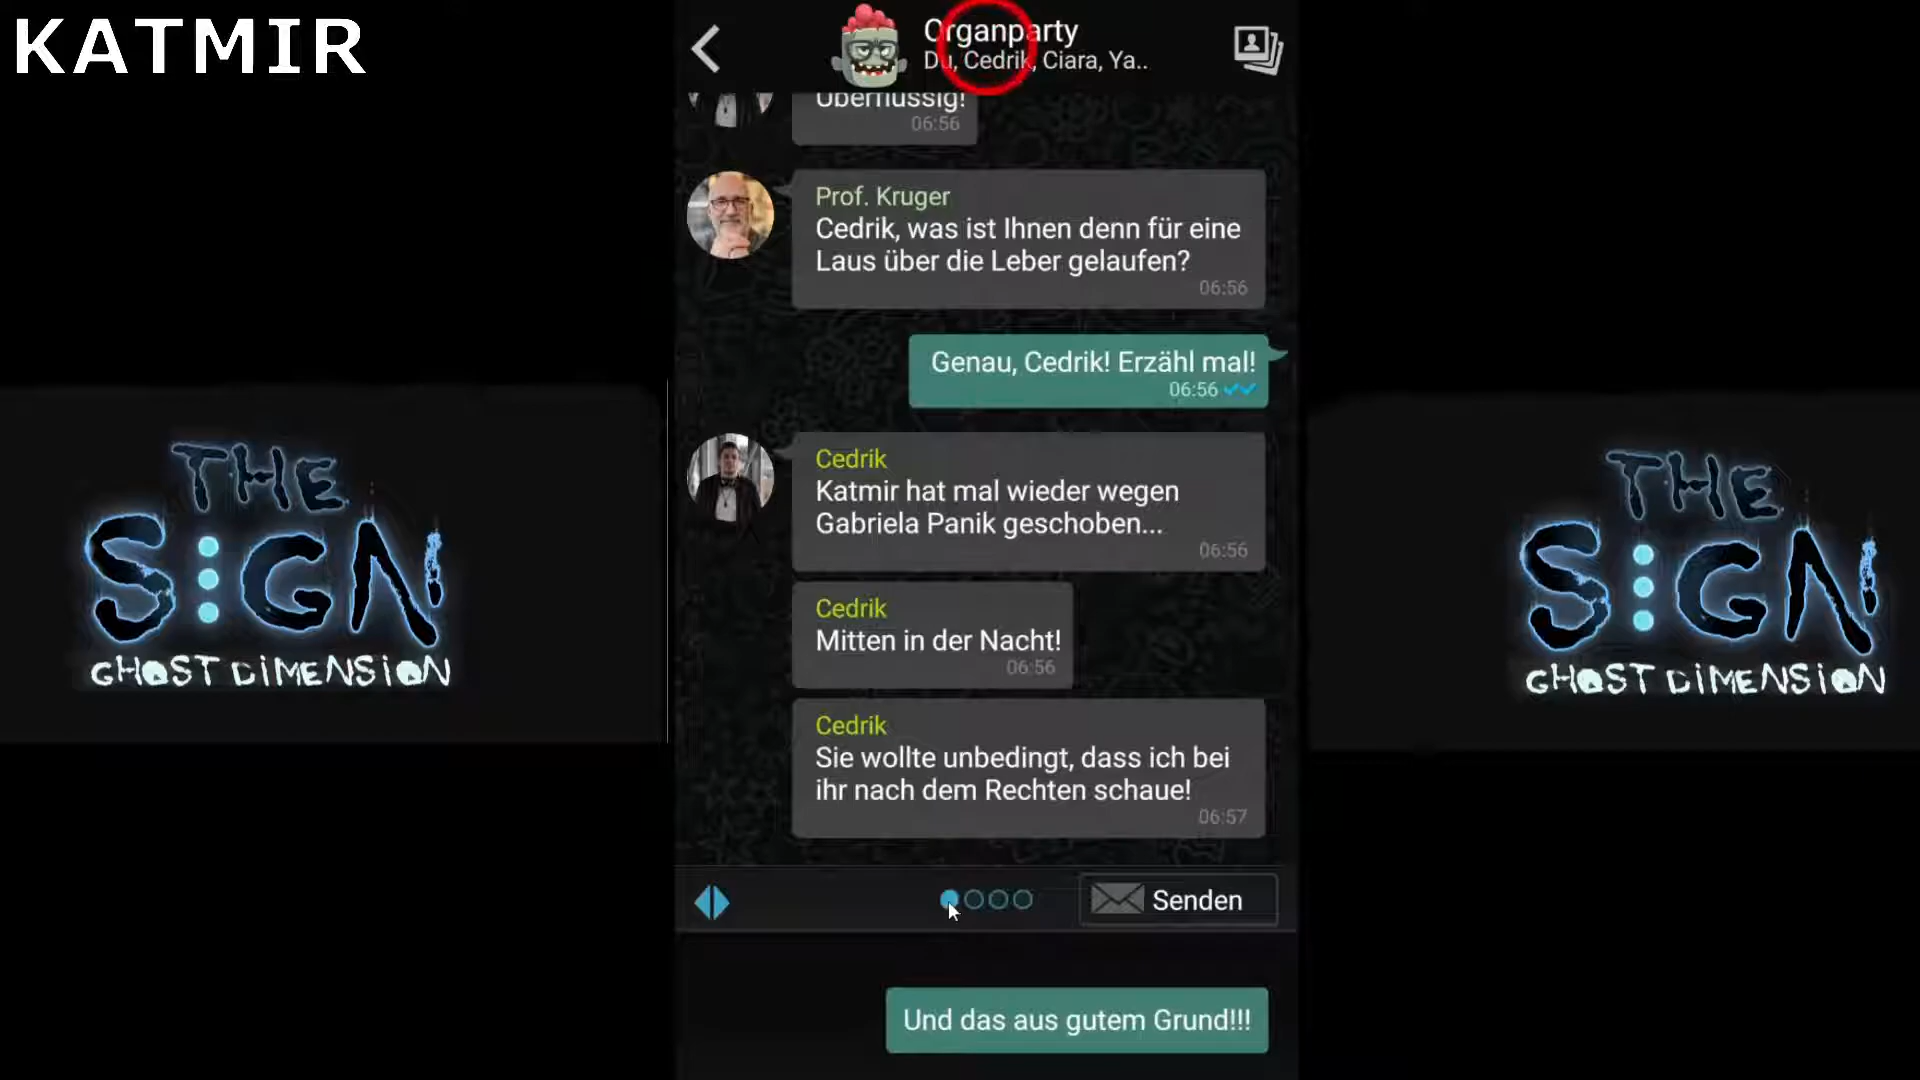 KATMIR
Organparty
Du, Cedrik, Ciara, Ya..
Überflüssig!
06:56
Prof. Kruger
Cedrik, was ist Ihnen denn für eine
Laus über die Leber gelaufen?
06:56
Genau, Cedrik! Erzähl mal!
06:56
Cedrik
Katmir hat mal wieder wegen
Gabriela Panik geschoben...
06:56
Cedrik
Mitten in der Nacht!
06:56
Cedrik
Sie wollte unbedingt, dass ich bei
ihr nach dem Rechten schaue!
06:57
Senden
Und das aus gutem Grund!!!
THE
SIGN
GHOST DiMENSiON
THE
SIGN
GHOST DiMENSiON